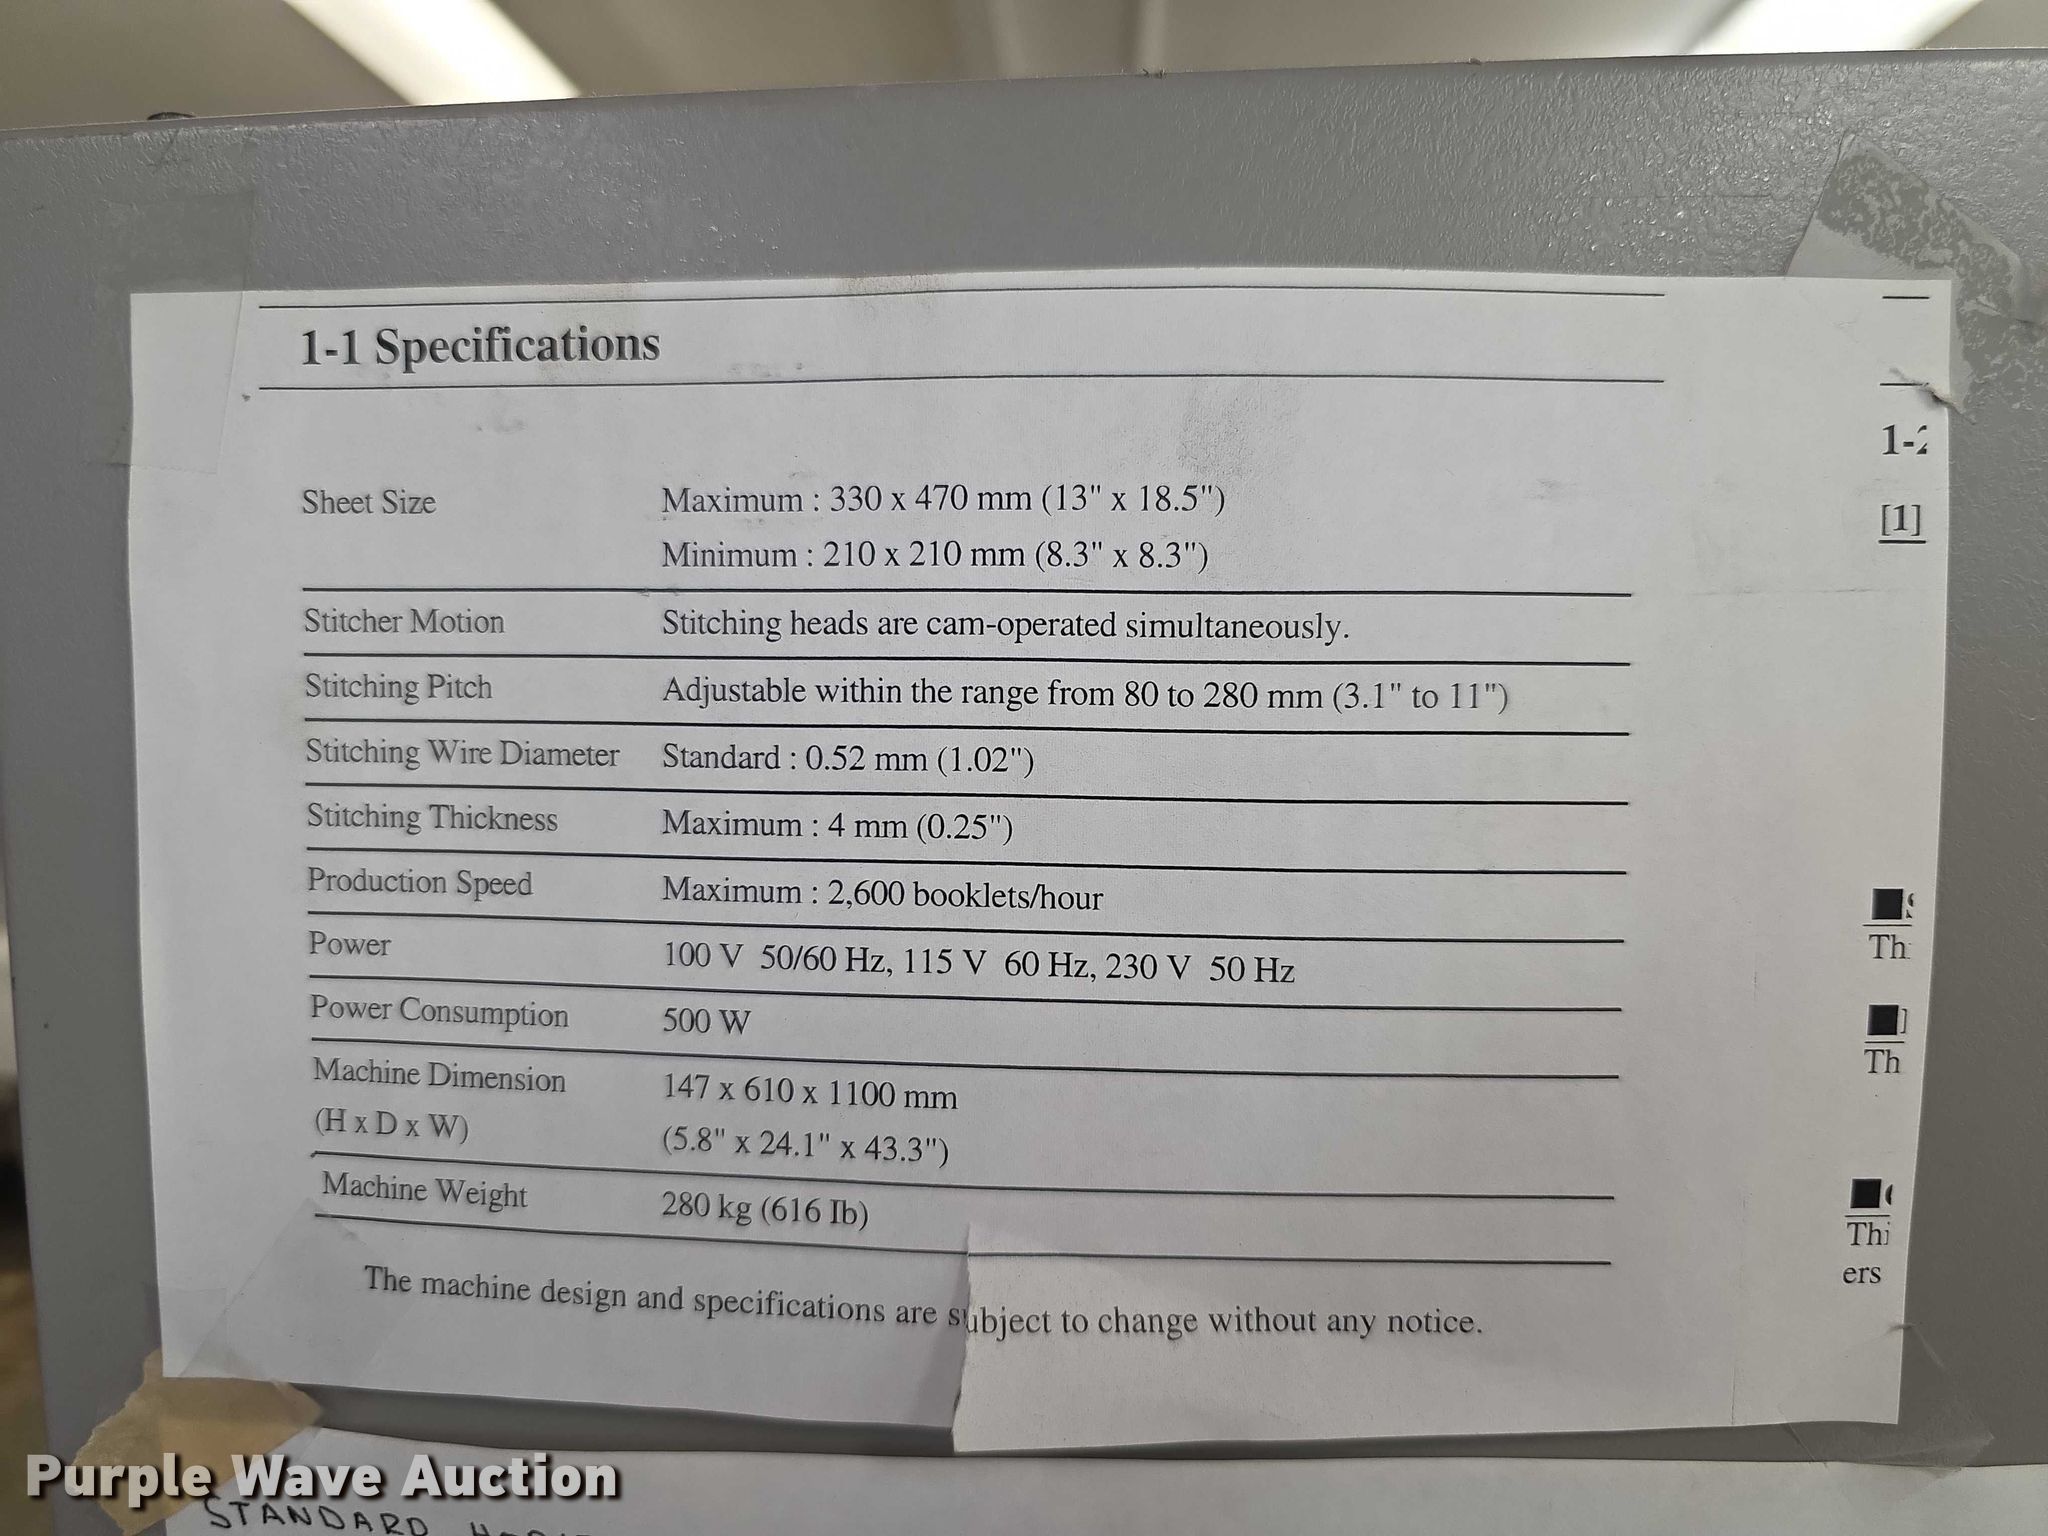 1-1 Specifications
Sheet Size Maximum : 330 x 470 mm (13" x 18.5")
Minimum : 210 x 210 mm (8.3" x 8.3")
Stitcher Motion Stitching heads are cam-operated simultaneously.
Stitching Pitch Adjustable within the range from 80 to 280 mm (3.1" to 11")
Stitching Wire Diameter Standard : 0.52 mm (1.02")
Stitching Thickness Maximum : 4 mm (0.25")
Production Speed Maximum : 2,600 booklets/hour
Power 100 V 50/60 Hz, 115 V 60 Hz, 230 V 50 Hz
Power Consumption 500 W
Machine Dimension 147 x 610 x 1100 mm
(H x D x W) (5.8" x 24.1" x 43.3")
Machine Weight 280 kg (616 Ib)
The machine design and specifications are subject to change without any notice.
[1]
Th
Th
Thi
ers
Purple Wave Auction
STANDARD